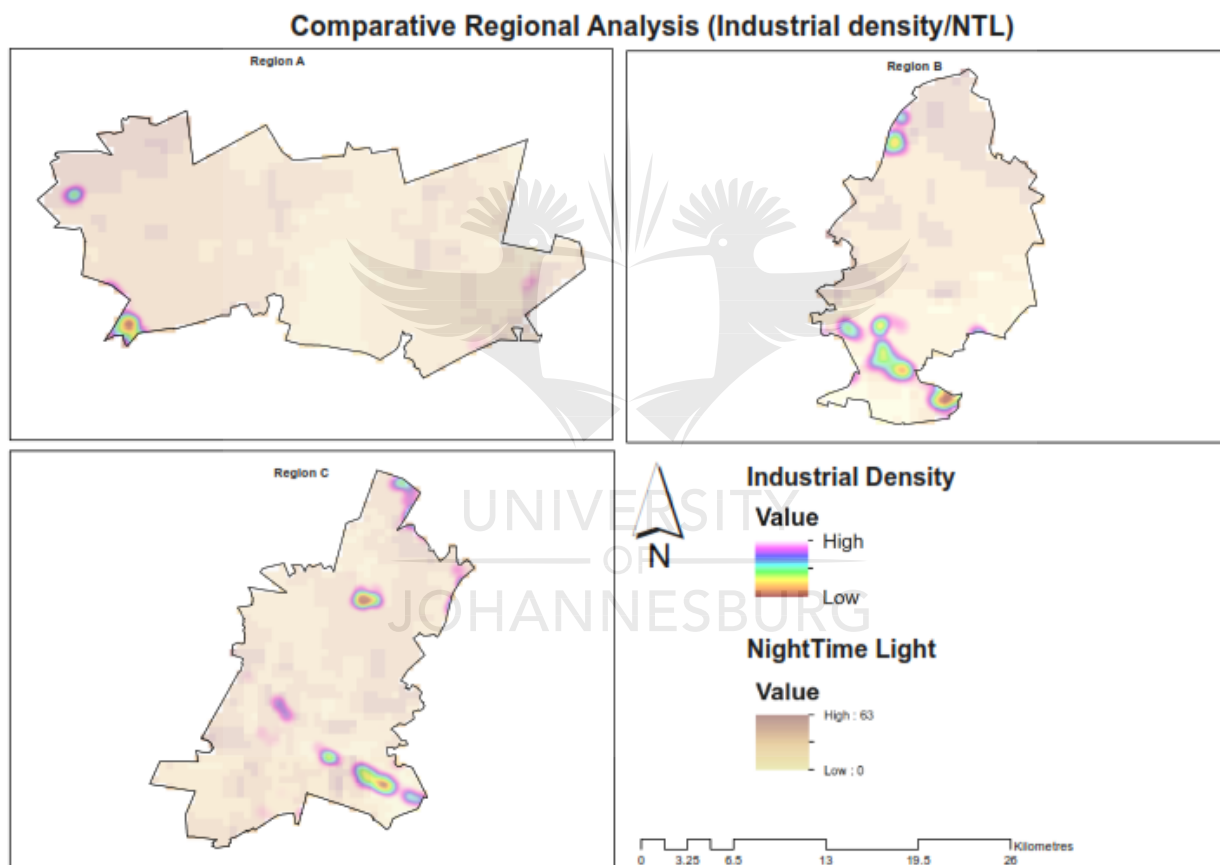 Comparative Regional Analysis (Industrial density/NTL)
Region A
Region B
Region C
UNIVERSITY
OF
JOHANNESBURG
N
Industrial Density
Value
High
Low
NightTime Light
Value
High : 63
Low : 0
Kilometres
0 3.25 6.5 13 19.5 26